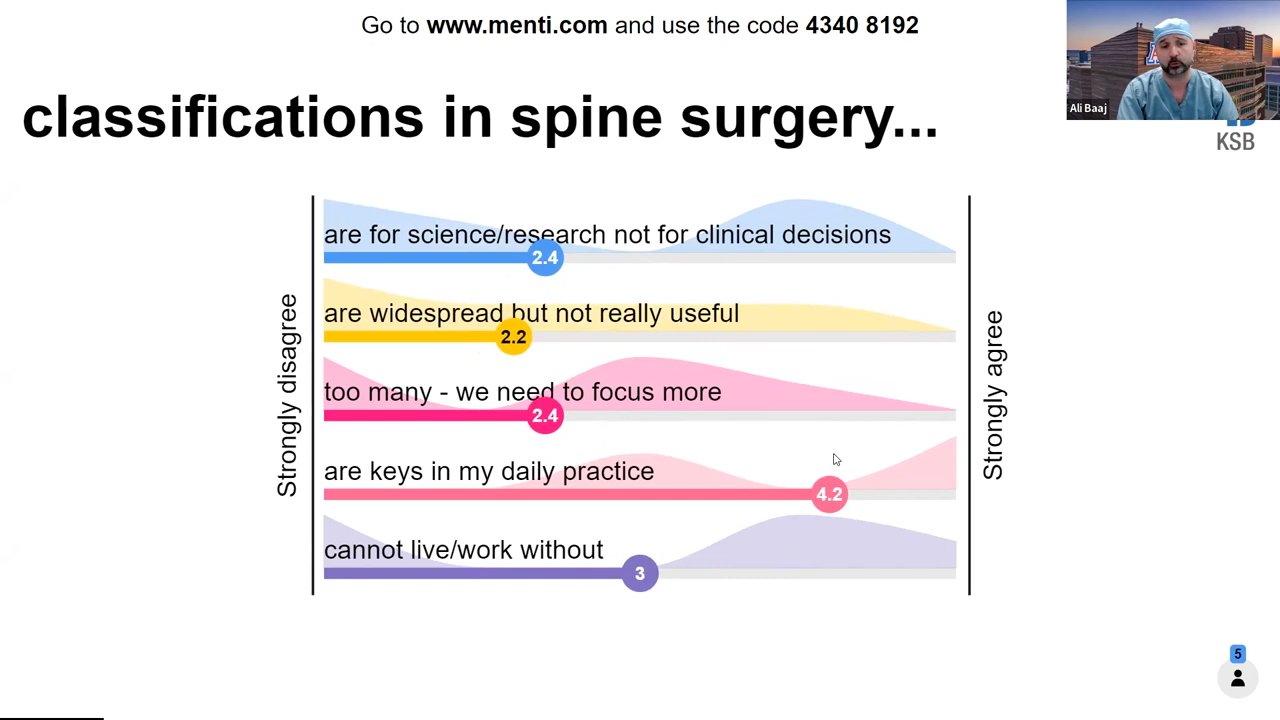 Go to www.menti.com and use the code 4340 8192
Ali Baaj
KSB
classifications in spine surgery...
Strongly disagree
are for science/research not for clinical decisions
2.4
are widespread but not really useful
2.2
too many - we need to focus more
2.4
are keys in my daily practice
4.2
cannot live/work without
3
Strongly agree
5